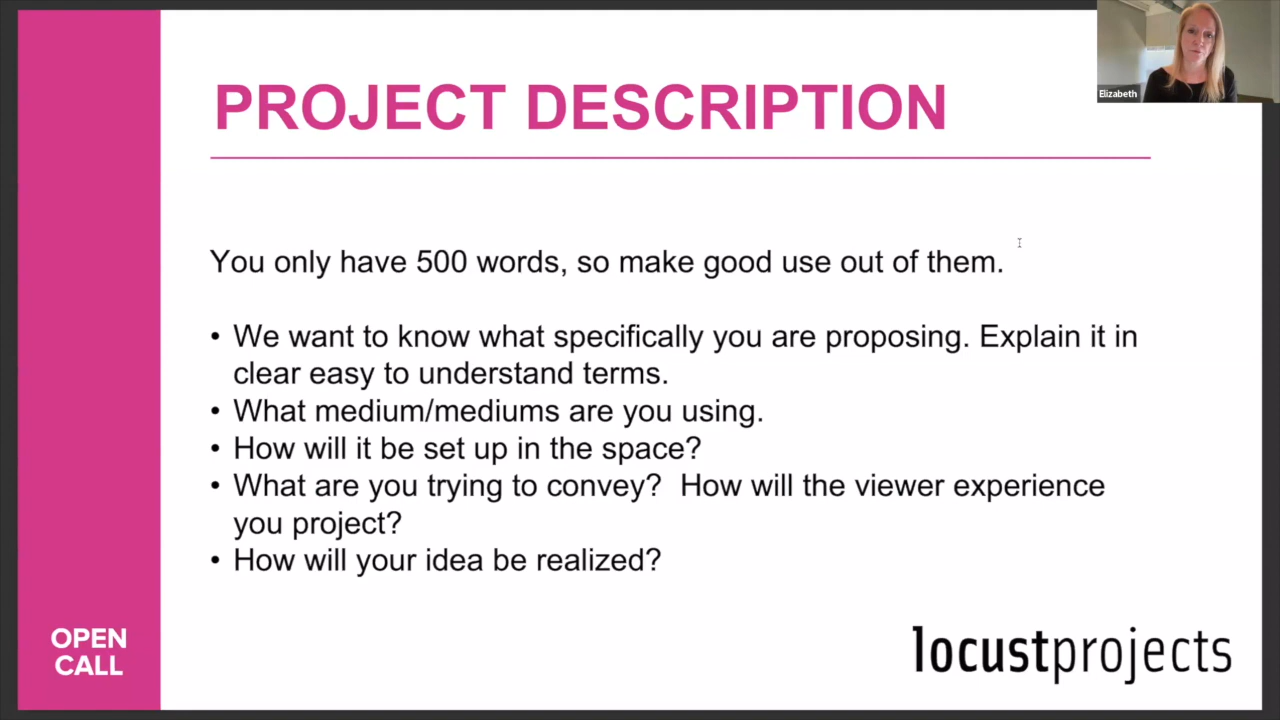 PROJECT DESCRIPTION
Elizabeth
You only have 500 words, so make good use out of them.
• We want to know what specifically you are proposing. Explain it in
clear easy to understand terms.
• What medium/mediums are you using.
• How will it be set up in the space?
• What are you trying to convey?  How will the viewer experience
you project?
• How will your idea be realized?
OPEN
CALL
locustprojects